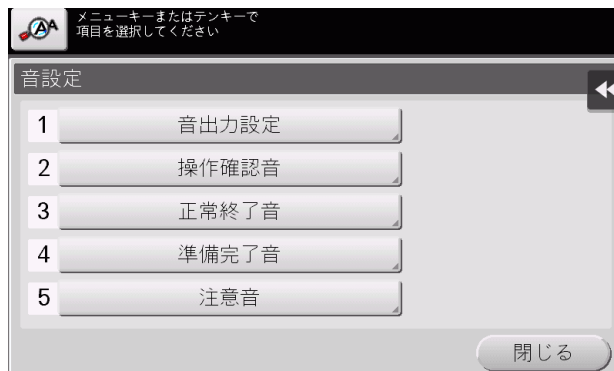 メニューキーまたはテンキーで
項目を選択してください
音設定
1 音出力設定
2 操作確認音
3 正常終了音
4 準備完了音
5 注意音
閉じる